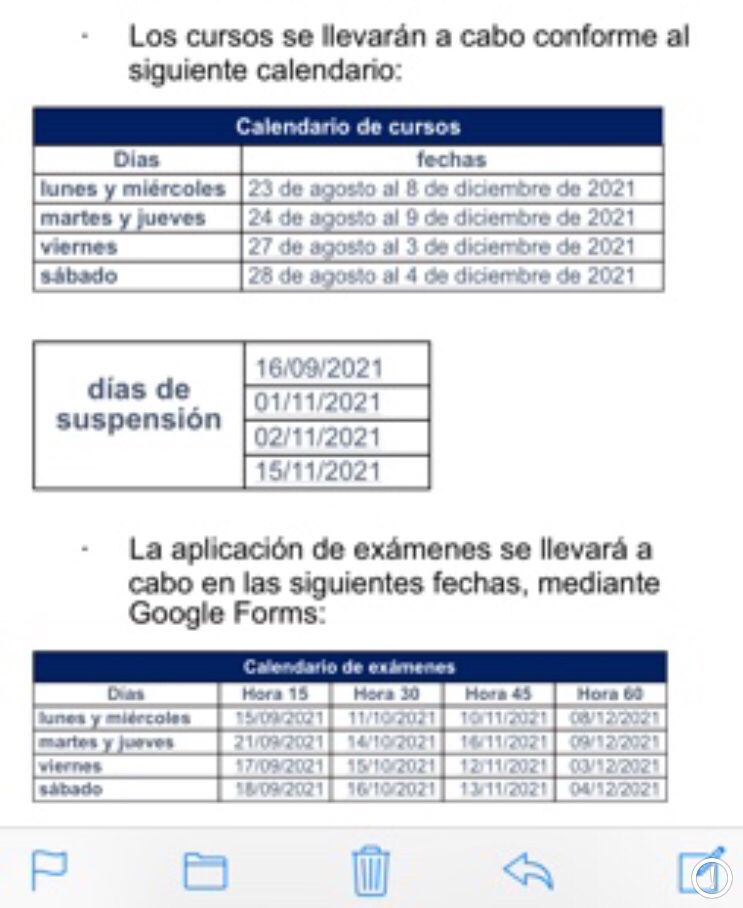 · Los cursos se llevarán a cabo conforme al
siguiente calendario:
Calendario de cursos
Días fechas
lunes y miércoles 23 de agosto al 8 de diciembre de 2021
martes y jueves 24 de agosto al 9 de diciembre de 2021
viernes 27 de agosto al 3 de diciembre de 2021
sábado 28 de agosto al 4 de diciembre de 2021
días de
suspensión
16/09/2021
01/11/2021
02/11/2021
15/11/2021
· La aplicación de exámenes se llevará a
cabo en las siguientes fechas, mediante
Google Forms:
Calendario de exámenes
Días Hora 15 Hora 30 Hora 45 Hora 60
lunes y miércoles 15/09/2021 11/10/2021 10/11/2021 08/12/2021
martes y jueves 21/09/2021 14/10/2021 16/11/2021 09/12/2021
viernes 17/09/2021 15/10/2021 12/11/2021 03/12/2021
sábado 18/09/2021 16/10/2021 13/11/2021 04/12/2021